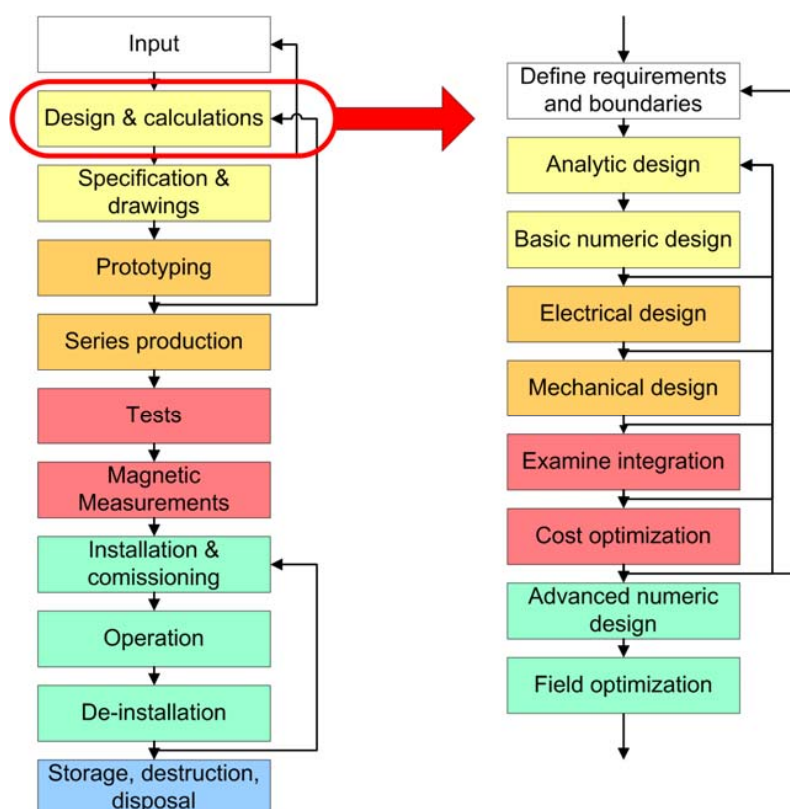 Input
Design & calculations
Specification &
drawings
Prototyping
Series production
Tests
Magnetic
Measurements
Installation &
comissioning
Operation
De-installation
Storage, destruction,
disposal
Define requirements
and boundaries
Analytic design
Basic numeric design
Electrical design
Mechanical design
Examine integration
Cost optimization
Advanced numeric
design
Field optimization